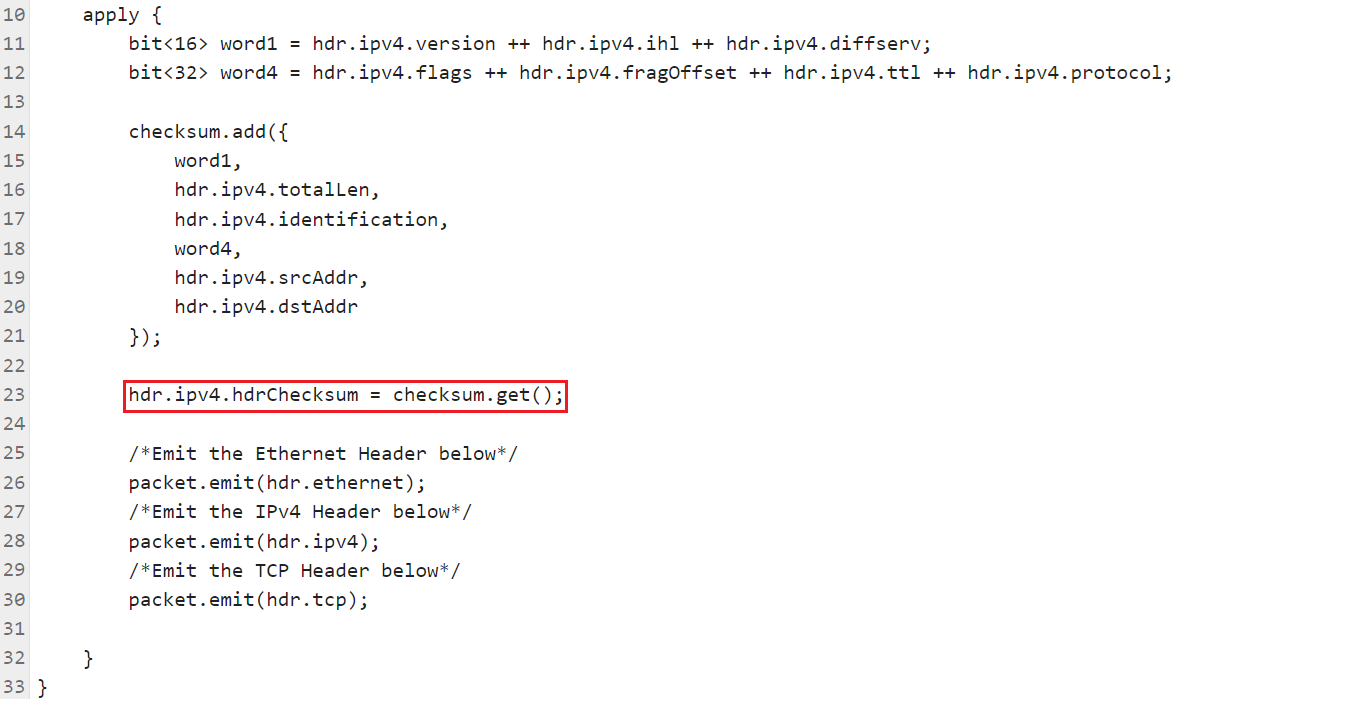 10 apply {
11 bit<16> word1 = hdr.ipv4.version ++ hdr.ipv4.ihl ++ hdr.ipv4.diffserv;
12 bit<32> word4 = hdr.ipv4.flags ++ hdr.ipv4.fragOffset ++ hdr.ipv4.ttl ++ hdr.ipv4.protocol;
13
14 checksum.add({
15 word1,
16 hdr.ipv4.totalLen,
17 hdr.ipv4.identification,
18 word4,
19 hdr.ipv4.srcAddr,
20 hdr.ipv4.dstAddr
21 });
22
23 hdr.ipv4.hdrChecksum = checksum.get();
24
25 /*Emit the Ethernet Header below*/
26 packet.emit(hdr.ethernet);
27 /*Emit the IPv4 Header below*/
28 packet.emit(hdr.ipv4);
29 /*Emit the TCP Header below*/
30 packet.emit(hdr.tcp);
31
32 }
33 }